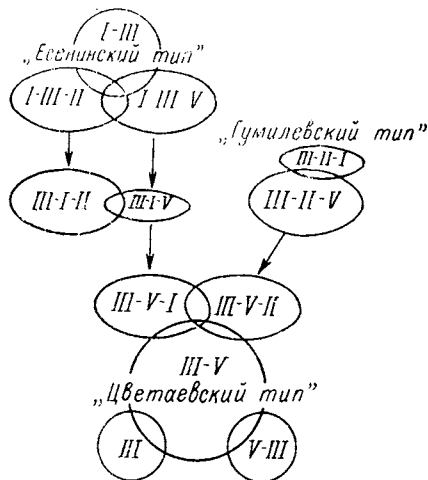 I-III
„Есенинский тип"
I-III-II I III V
„Гумилевский тип"
III-II-I
III-I-II III-I-V III-II-V
III-V-I III-V-II
III-V
„Цветаевский тип"
III V-III